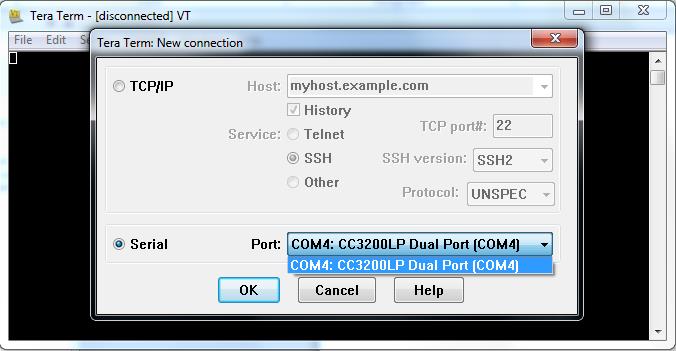 Tera Term - [disconnected] VT
File Edit
Tera Term: New connection
TCP/IP
Host: myhost.example.com
History
Service: Telnet
TCP port#: 22
SSH
SSH version: SSH2
Other
Protocol: UNSPEC
Serial
Port: COM4: CC3200LP Dual Port (COM4)
COM4: CC3200LP Dual Port (COM4)
OK Cancel Help